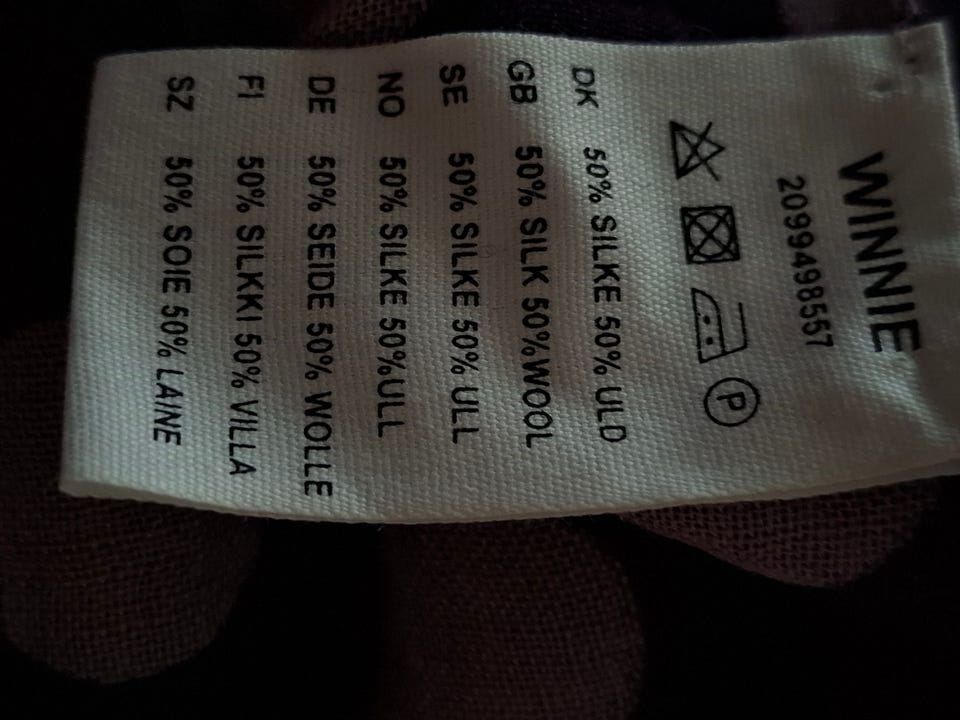 WINNIE
2099498557
P
DK 50% SILKE 50% ULD
GB 50% SILK 50%WOOL
SE 50% SILKE 50% ULL
NO 50% SILKE 50%ULL
DE 50% SEIDE 50% WOLLE
FI 50% SILKKI 50% VILLA
SZ 50% SOIE 50% LAINE